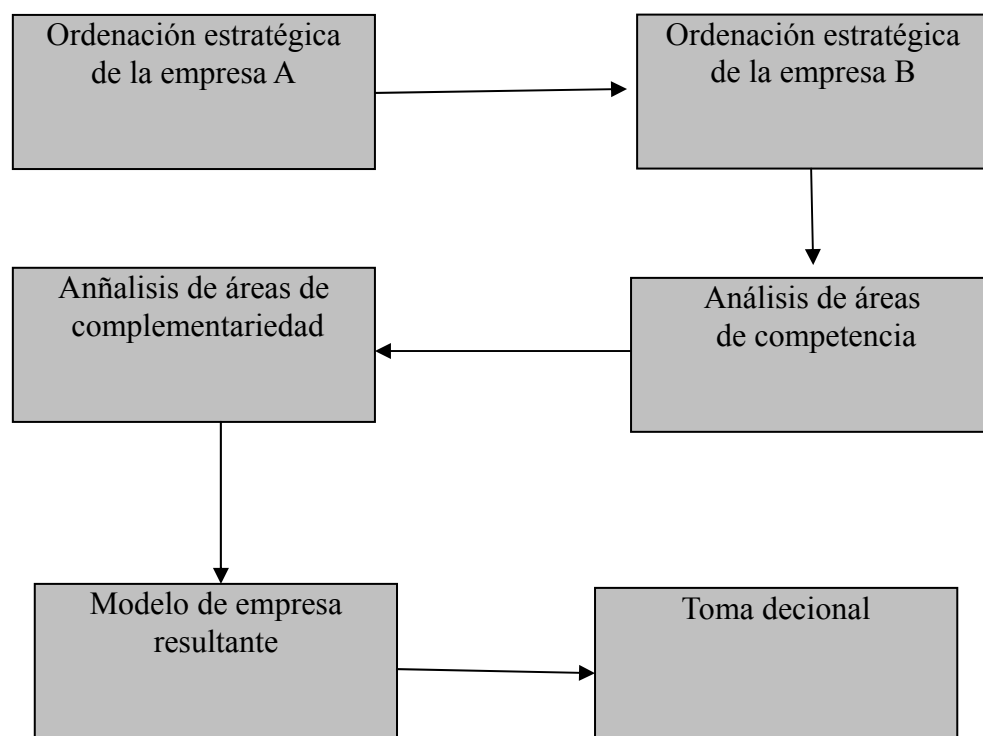 Ordenación estratégica
de la empresa A
Ordenación estratégica
de la empresa B
Anñalisis de áreas de
complementariedad
Análisis de áreas
de competencia
Modelo de empresa
resultante
Toma decional